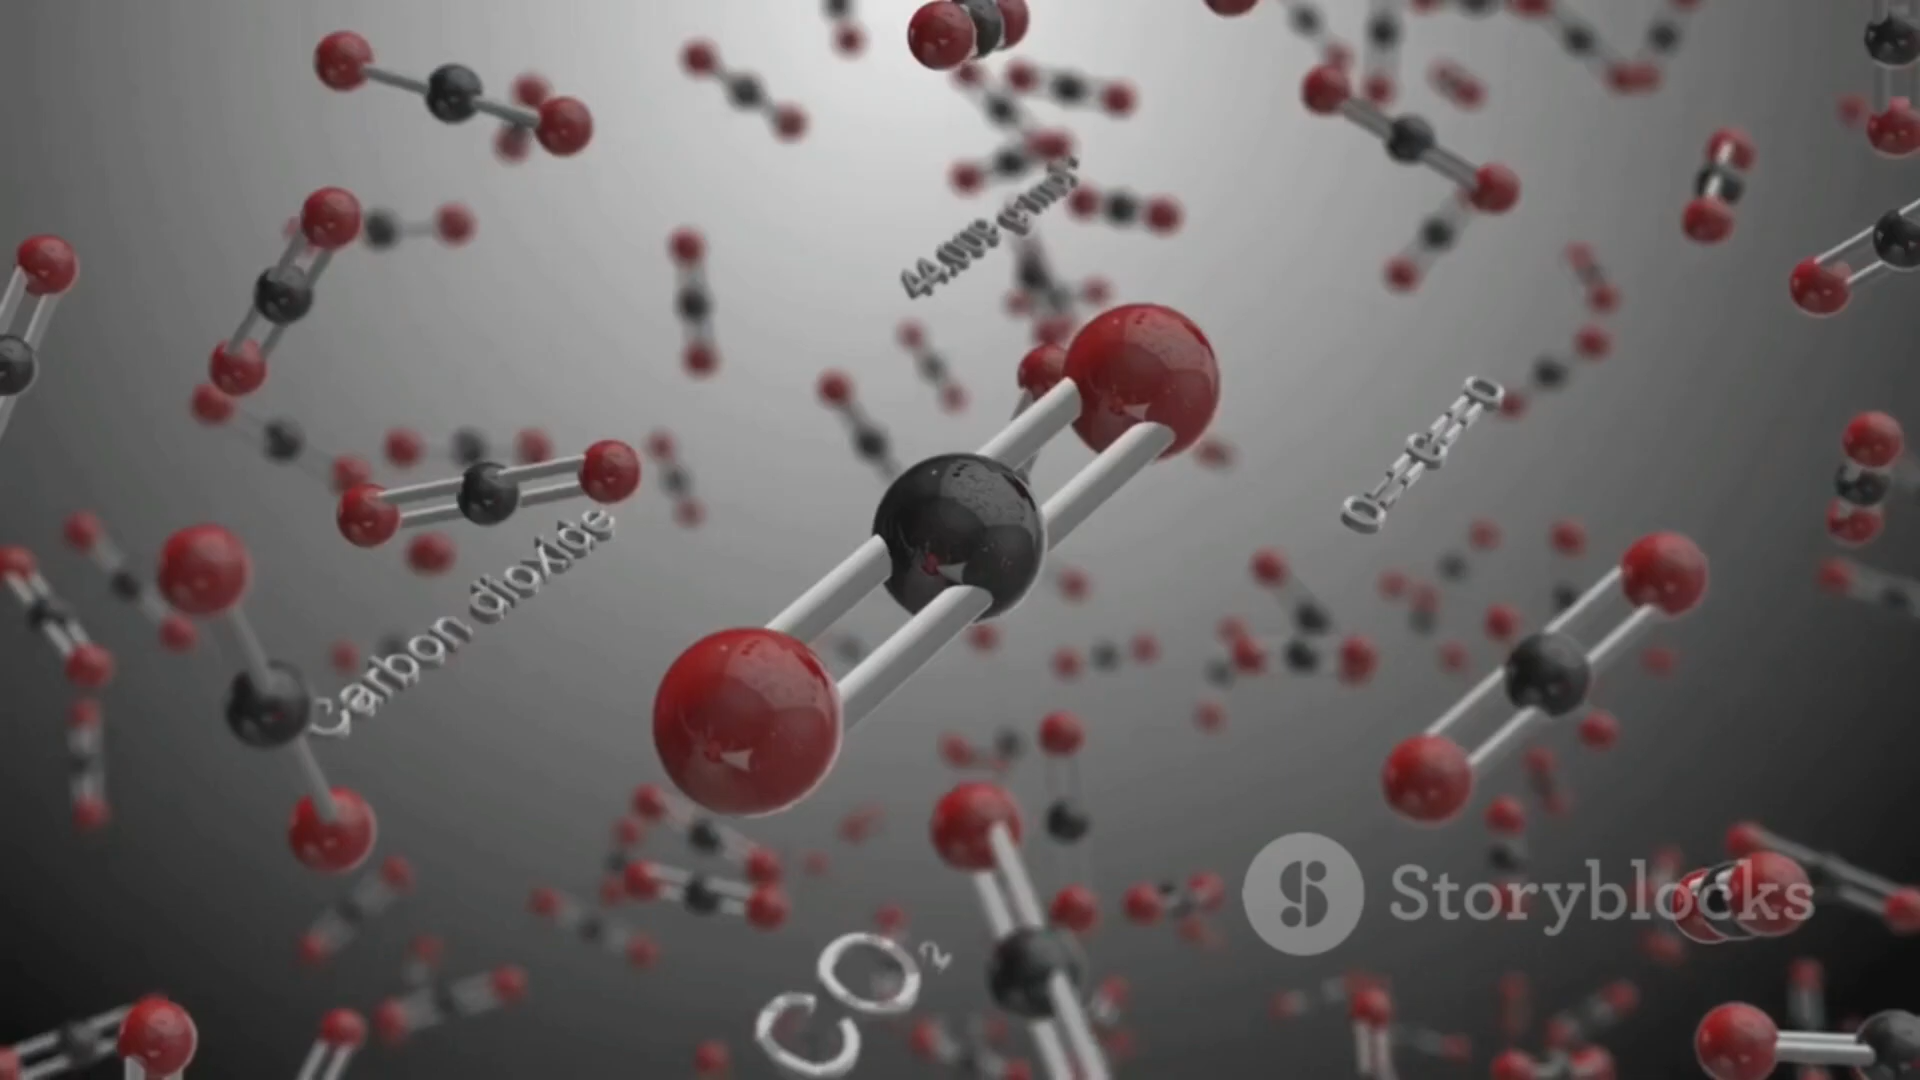 44.009 g/mol
O=C=O
Carbon dioxide
Storyblocks
CO²